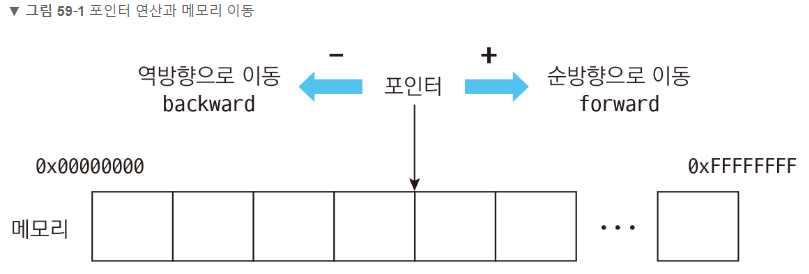 ▼ 그림 59-1 포인터 연산과 메모리 이동
− +
역방향으로 이동 포인터 순방향으로 이동
backward forward
0x00000000 0xFFFFFFFF
메모리 ···